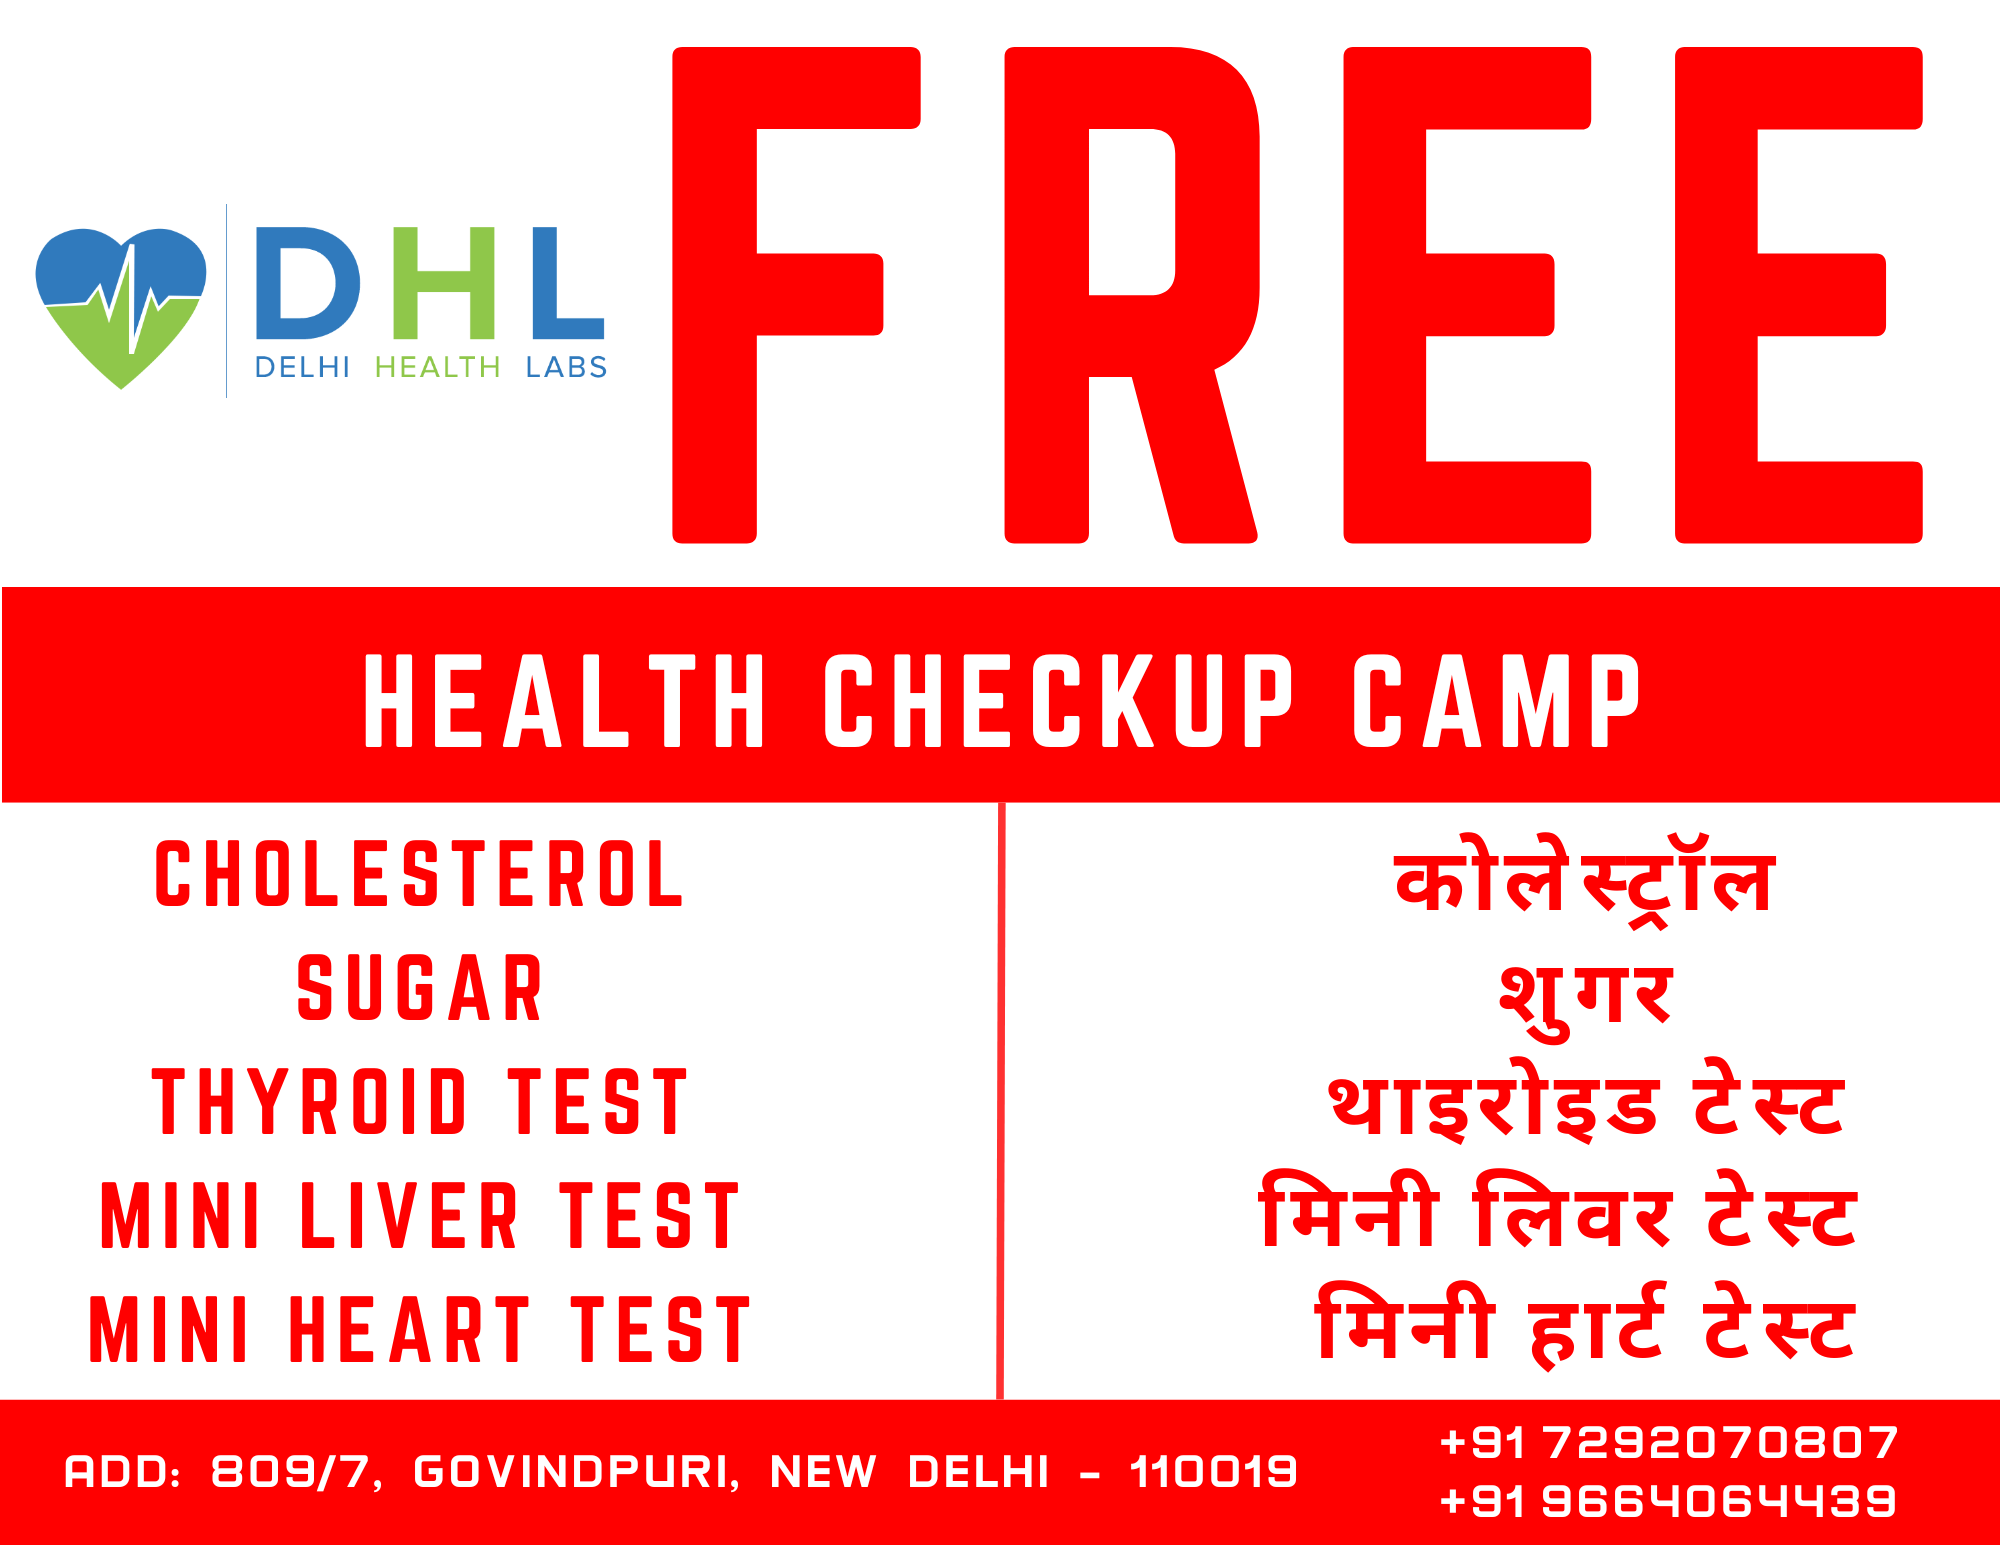 FREE
DHL
DELHI HEALTH LABS
HEALTH CHECKUP CAMP
CHOLESTEROL
SUGAR
THYROID TEST
MINI LIVER TEST
MINI HEART TEST
कोलेस्ट्रॉल
शुगर
थाइरोइड टेस्ट
मिनी लिवर टेस्ट
मिनी हार्ट टेस्ट
ADD: 809/7, GOVINDPURI, NEW DELHI - 110019
+91 7292070807
+91 9664064439